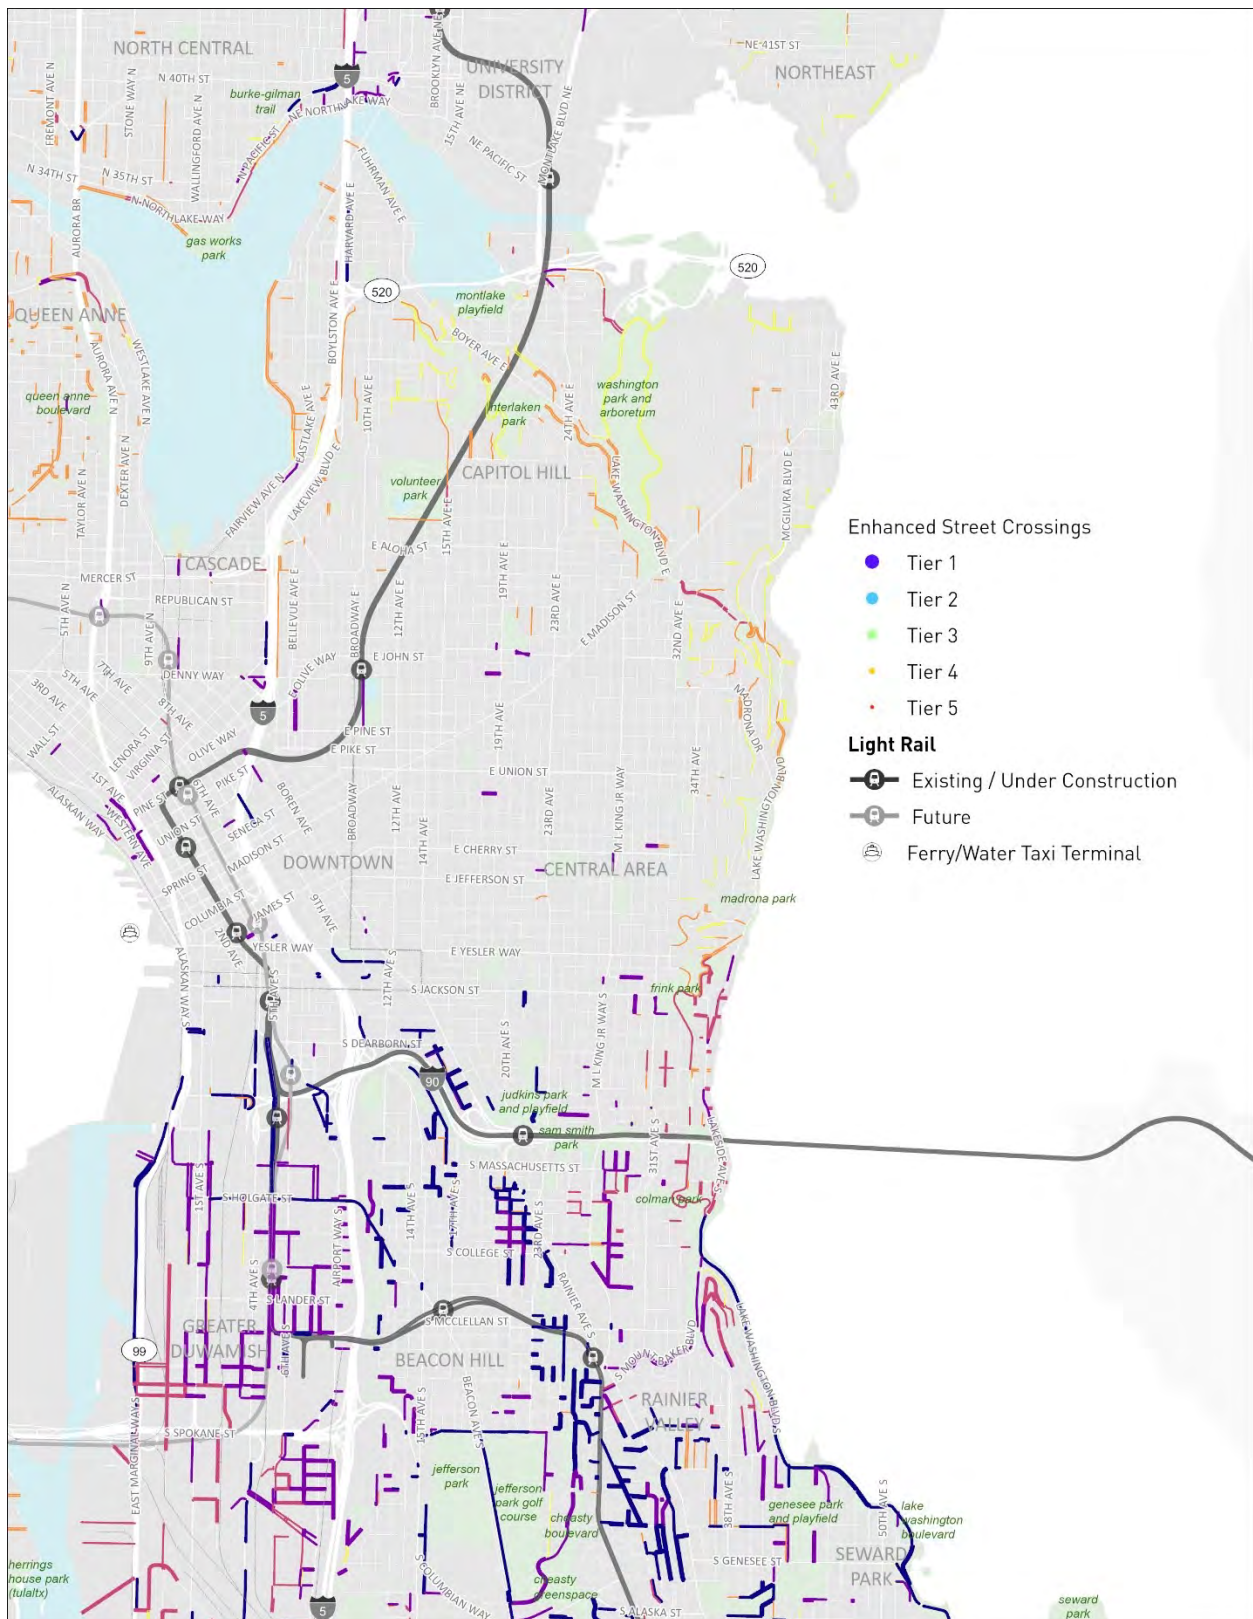 NORTH CENTRAL
NE 41ST ST
NORTHEAST
UNIVERSITY
DISTRICT
BROOKLYN AVE NE
FREMONT AVE N
STONE WAY N
N 40TH ST
WALLINGFORD AVE N
burke-gilman
trail
5
NE NORTHLAKE WAY
15TH AVE NE
MONTLAKE BLVD NE
N PACIFIC ST
NE PACIFIC ST
N 34TH ST
N 35TH ST
N NORTHLAKE WAY
FUHRMAN AVE E
AURORA BR
gas works
park
HARVARD AVE E
520
520
montlake
playfield
QUEEN ANNE
AURORA AVE N
WESTLAKE AVE N
BOYLSTON AVE E
BOYER AVE E
43RD AVE E
queen anne
boulevard
10TH AVE E
interlaken
park
24TH AVE E
washington
park and
arboretum
TAYLOR AVE N
DEXTER AVE N
EASTLAKE AVE E
FAIRVIEW AVE N
LAKEVIEW BLVD E
volunteer
park
CAPITOL HILL
LAKE WASHINGTON BLVD E
MCGILVRA BLVD E
15TH AVE E
E ALOHA ST
CASCADE
MERCER ST
REPUBLICAN ST
5TH AVE N
9TH AVE N
BELLEVUE AVE E
BROADWAY E
12TH AVE E
19TH AVE E
23RD AVE E
E MADISON ST
32ND AVE E
E JOHN ST
DENNY WAY
E OLIVE WAY
7TH AVE
5TH AVE
3RD AVE
8TH AVE
WALL ST
LENORA ST
VIRGINIA ST
OLIVE WAY
5
E PINE ST
E PIKE ST
19TH AVE
MADRONA DR
34TH AVE
1ST AVE
ALASKAN WAY
WESTERN AVE
PINE ST
6TH AVE
PIKE ST
BOREN AVE
UNION ST
SENECA ST
MADISON ST
E UNION ST
BROADWAY
12TH AVE
14TH AVE
23RD AVE
M L KING JR WAY
LAKE WASHINGTON BLVD
DOWNTOWN
E CHERRY ST
E JEFFERSON ST
CENTRAL AREA
SPRING ST
COLUMBIA ST
JAMES ST
9TH AVE
2ND AVE
madrona park
YESLER WAY
E YESLER WAY
ALASKAN WAY S
5TH AVE S
12TH AVE S
S JACKSON ST
frink park
S DEARBORN ST
20TH AVE S
M L KING JR WAY S
90
judkins park
and playfield
sam smith
park
31ST AVE S
LAKESIDE AVE S
S MASSACHUSETTS ST
1ST AVE S
S HOLGATE ST
14TH AVE S
17TH AVE S
23RD AVE S
colman park
AIRPORT WAY S
S COLLEGE ST
RAINIER AVE S
4TH AVE S
S LANDER ST
S MCCLELLAN ST
LAKE WASHINGTON BLVD S
GREATER
DUWAMISH
99
6TH AVE S
BEACON HILL
S MOUNT BAKER BLVD
RAINIER
VALLEY
15TH AVE S
BEACON AVE S
S SPOKANE ST
EAST MARGINAL WAY S
jefferson
park
jefferson
park golf
course
cheasty
boulevard
38TH AVE S
genesee park
and playfield
50TH AVE S
lake
washington
boulevard
S GENESEE ST
SEWARD
PARK
herrings
house park
(tulaltx)
S COLUMBIAN WAY
cheasty
greenspace
5
S ALASKA ST
seward
park
Enhanced Street Crossings
Tier 1
Tier 2
Tier 3
Tier 4
Tier 5
Light Rail
Existing / Under Construction
Future
Ferry/Water Taxi Terminal